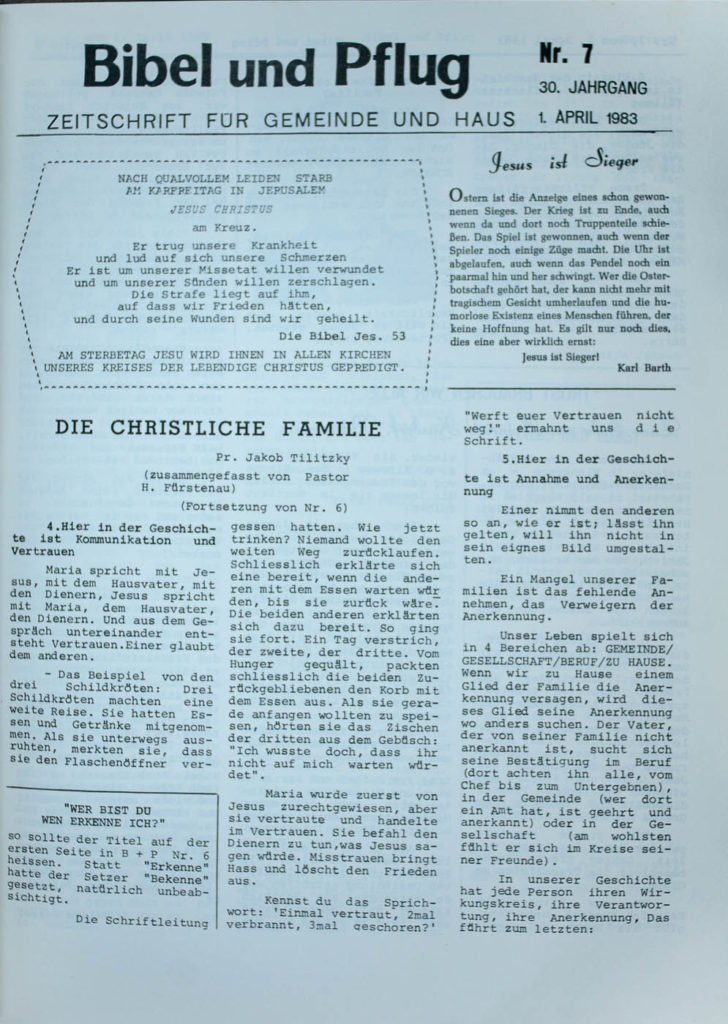 Bibel und Pflug
Nr. 7
30. JAHRGANG
ZEITSCHRIFT FÜR GEMEINDE UND HAUS
1. APRIL 1983
NACH QUALVOLLEM LEIDEN STARB
AM KARFREITAG IN JERUSALEM
JESUS CHRISTUS
am Kreuz.
Er trug unsere Krankheit
und lud auf sich unsere Schmerzen
Er ist um unserer Missetat willen verwundet
und um unserer Sünden willen zerschlagen.
Die Strafe liegt auf ihm,
auf dass wir Frieden hätten,
und durch seine Wunden sind wir geheilt.
Die Bibel Jes. 53
AM STERBETAG JESU WIRD IHNEN IN ALLEN KIRCHEN
UNSERES KREISES DER LEBENDIGE CHRISTUS GEPREDIGT.
Jesus ist Sieger
Ostern ist die Anzeige eines schon gewon-
nenen Sieges. Der Krieg ist zu Ende, auch
wenn da und dort noch Truppenteile schie-
ßen. Das Spiel ist gewonnen, auch wenn der
Spieler noch einige Züge macht. Die Uhr ist
abgelaufen, auch wenn das Pendel noch ein
paarmal hin und her schwingt. Wer die Oster-
botschaft gehört hat, der kann nicht mehr mit
tragischem Gesicht umherlaufen und die hu-
morlose Existenz eines Menschen führen, der
keine Hoffnung hat. Es gilt nur noch dies,
dies eine aber wirklich ernst:
Jesus ist Sieger!
Karl Barth
DIE CHRISTLICHE FAMILIE
Pr. Jakob Tilitzky
(zusammengefasst von Pastor
H. Fürstenau)
(Fortsetzung von Nr. 6)
4.Hier in der Geschich-
te ist Kommunikation und
Vertrauen
Maria spricht mit Je-
sus, mit dem Hausvater, mit
den Dienern, Jesus spricht
mit Maria, dem Hausvater,
den Dienern. Und aus dem Ge-
spräch untereinander ent-
steht Vertrauen.Einer glaubt
dem anderen.
- Das Beispiel von den
drei Schildkröten: Drei
Schildkröten machten eine
weite Reise. Sie hatten Es-
sen und Getränke mitgenom-
men. Als sie unterwegs aus-
ruhten, merkten sie, dass
sie den Flaschenöffner ver-
"WER BIST DU
WEN ERKENNE ICH?"
so sollte der Titel auf der
ersten Seite in B + P Nr. 6
heissen. Statt "Erkenne"
hatte der Setzer "Bekenne"
gesetzt, natürlich unbeab-
sichtigt.
Die Schriftleitung
gessen hatten. Wie jetzt
trinken? Niemand wollte den
weiten Weg zurücklaufen.
Schliesslich erklärte sich
eine bereit, wenn die ande-
ren mit dem Essen warten wür
den, bis sie zurück wäre.
Die beiden anderen erklärten
sich dazu bereit. So ging
sie fort. Ein Tag verstrich,
der zweite, der dritte. Vom
Hunger gequält, packten
schliesslich die beiden Zu-
rückgebliebenen den Korb mit
dem Essen aus. Als sie gera-
de anfangen wollten zu spei-
sen, hörten sie das Zischen
der dritten aus dem Gebüsch:
"Ich wusste doch, dass ihr
nicht auf mich warten wür-
det".
Maria wurde zuerst von
Jesus zurechtgewiesen, aber
sie vertraute und handelte
im Vertrauen. Sie befahl den
Dienern zu tun,was Jesus sa-
gen würde. Misstrauen bringt
Hass und löscht den Frieden
aus.
Kennst du das Sprich-
wort: 'Einmal vertraut, 2mal
verbrannt, 3mal geschoren?'
"Werft euer Vertrauen nicht
weg!" ermahnt uns d i e
Schrift.
5.Hier in der Geschich-
te ist Annahme und Anerken-
nung
Einer nimmt den anderen
so an, wie er ist; lässt ihn
gelten, will ihn nicht in
sein eignes Bild umgestal-
ten.
Ein Mangel unserer Fa-
milien ist das fehlende An-
nehmen, das Verweigern der
Anerkennung.
Unser Leben spielt sich
in 4 Bereichen ab: GEMEINDE/
GESELLSCHAFT/BERUF/ZU HAUSE.
Wenn wir zu Hause einem
Glied der Familie die Aner-
kennung versagen, wird die-
ses Glied seine Anerkennung
wo anders suchen. Der Vater,
der von seiner Familie nicht
anerkannt ist, sucht sich
seine Bestätigung im Beruf
(dort achten ihn alle, vom
Chef bis zum Untergebnen),
in der Gemeinde (wer dort
ein Amt hat, ist geehrt und
anerkannt) oder in der Ge-
sellschaft (am wohlsten
fühlt er sich im Kreise sei-
ner Freunde).
In unserer Geschichte
hat jede Person ihren Wir-
kungskreis, ihre Verantwor-
tung, ihre Anerkennung, Das
führt zum letzten: